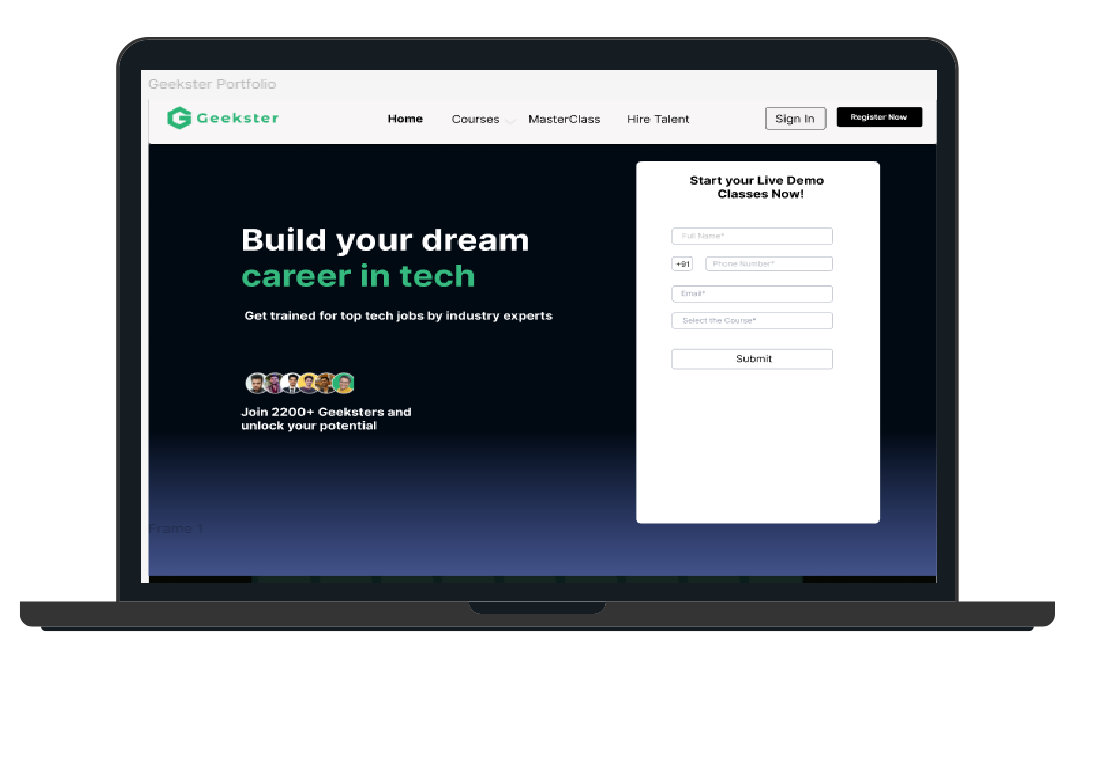 Geekster Portfolio
Geekster
Home
Courses
MasterClass
Hire Talent
Sign In
Register Now
Build your dream
career in tech
Get trained for top tech jobs by industry experts
Join 2200+ Geeksters and
unlock your potential
Start your Live Demo
Classes Now!
Full Name*
+91
Phone Number*
Email*
Select the Course*
Submit
Frame 1